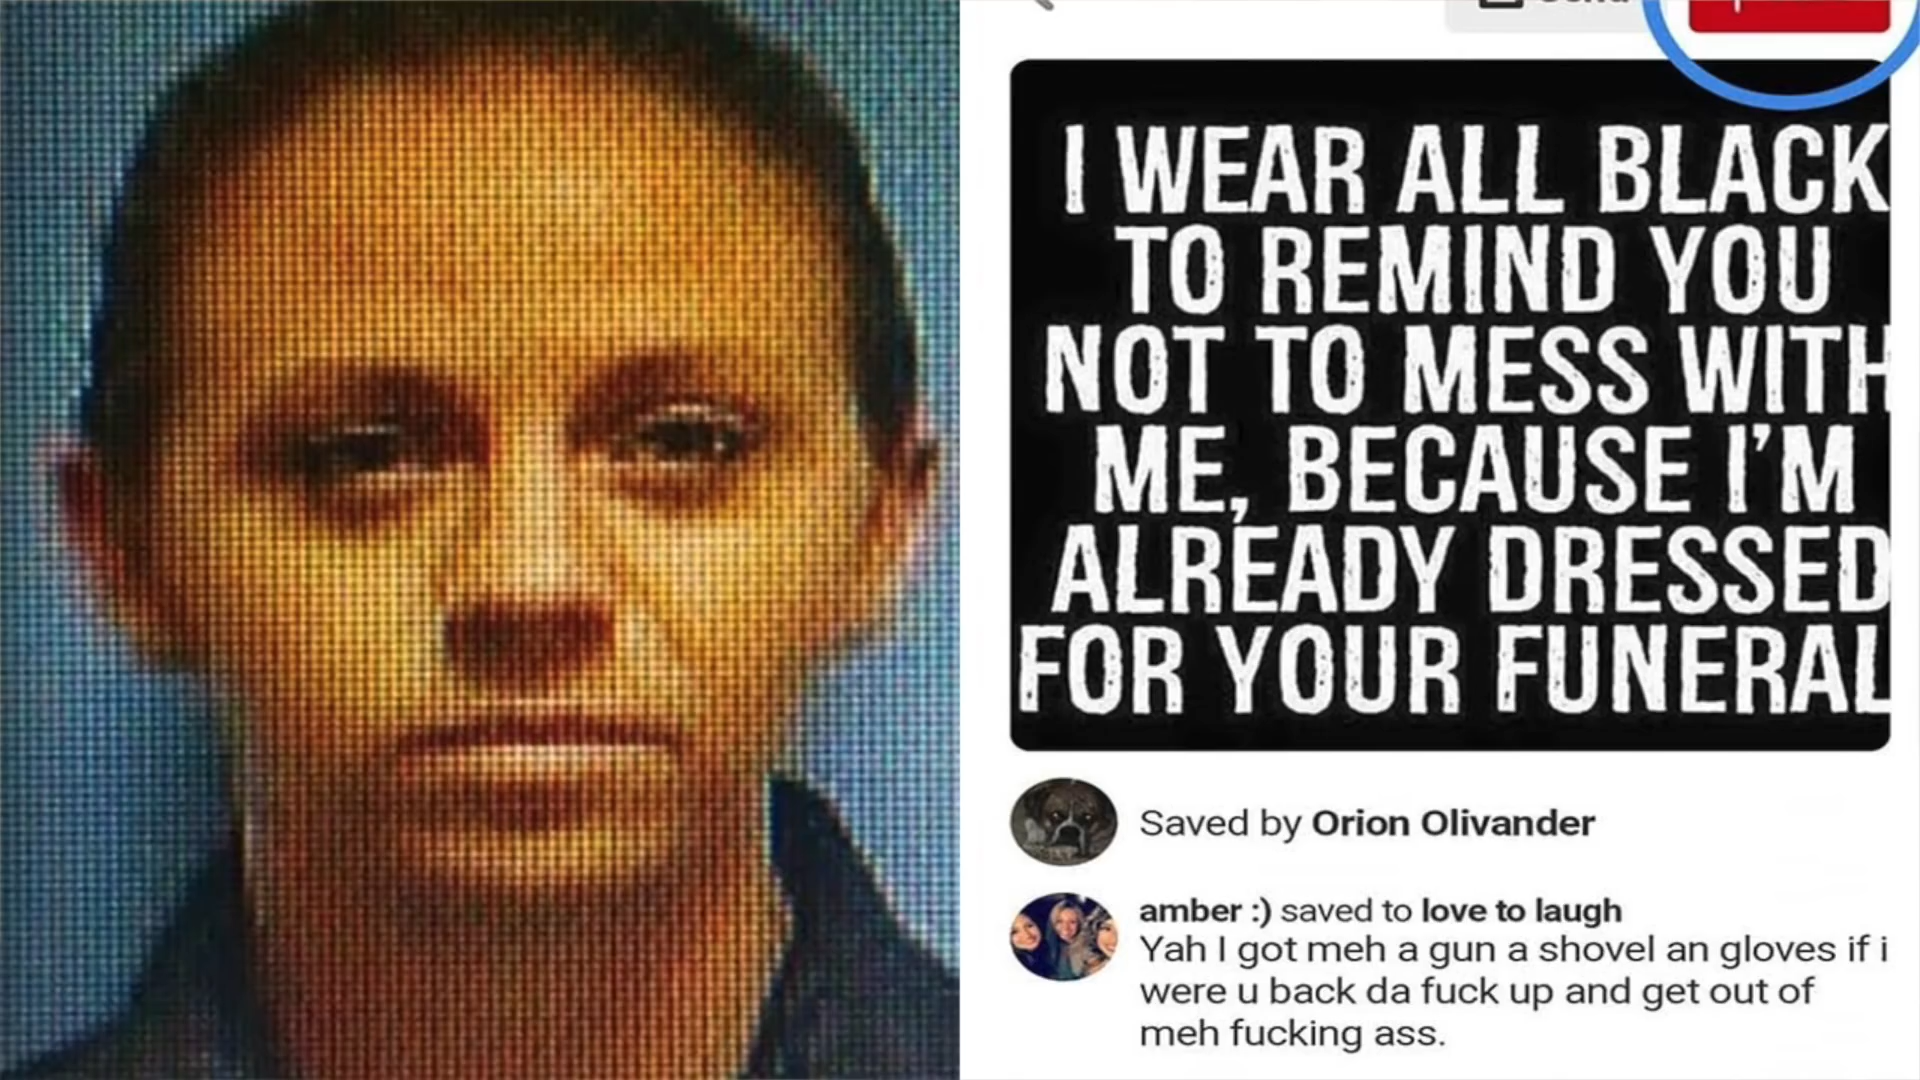 I WEAR ALL BLACK
TO REMIND YOU
NOT TO MESS WITH
ME, BECAUSE I'M
ALREADY DRESSED
FOR YOUR FUNERAL
Saved by Orion Olivander
amber :) saved to love to laugh
Yah I got meh a gun a shovel an gloves if i
were u back da fuck up and get out of
meh fucking ass.